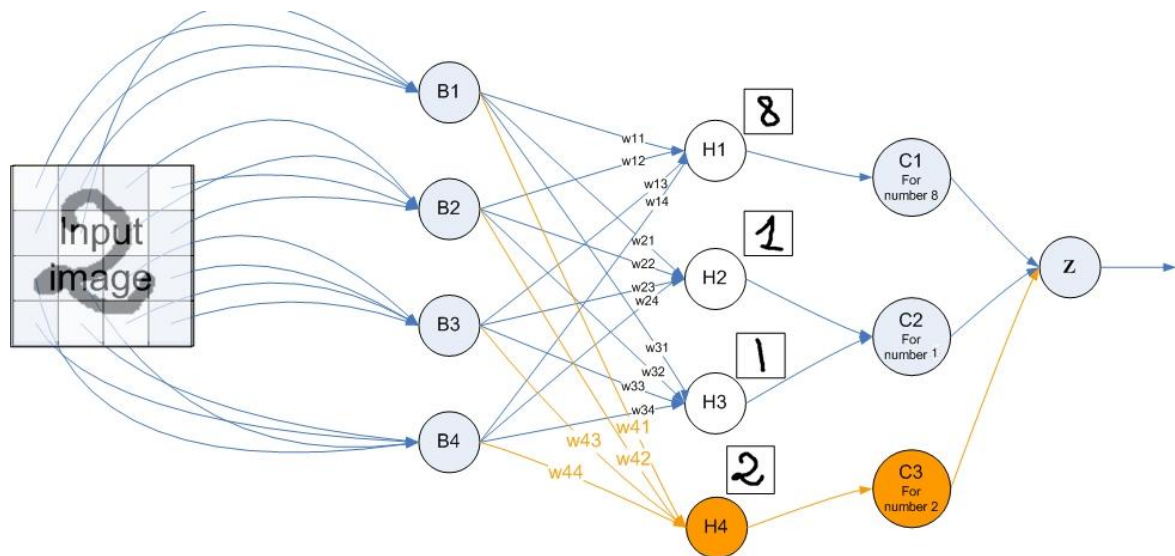 Input
image
B1
B2
B3
B4
w11
w12
w13
w14
w21
w22
w23
w24
w31
w32
w33
w34
w41
w42
w43
w44
H1
8
H2
1
H3
1
H4
2
C1
For
number 8
C2
For
number 1
C3
For
number 2
Z
2